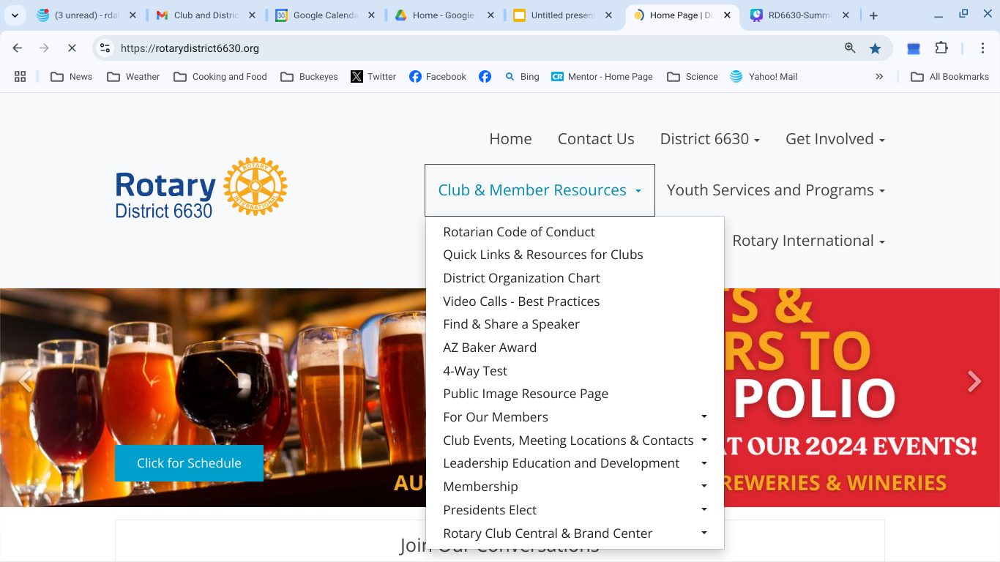 (3 unread) - rdal
Club and Distric
Google Calenda
Home - Google
Untitled present
Home Page | Di
RD6630-Summ
https://rotarydistrict6630.org
News
Weather
Cooking and Food
Buckeyes
Twitter
Facebook
Bing
CR
Mentor - Home Page
Science
Yahoo! Mail
All Bookmarks
Home
Contact Us
District 6630
Get Involved
Rotary
District 6630
ROTARY
INTERNATIONAL
Club & Member Resources
Youth Services and Programs
Rotary International
Rotarian Code of Conduct
Quick Links & Resources for Clubs
District Organization Chart
Video Calls - Best Practices
Find & Share a Speaker
AZ Baker Award
4-Way Test
Public Image Resource Page
For Our Members
Club Events, Meeting Locations & Contacts
Leadership Education and Development
Membership
Presidents Elect
Rotary Club Central & Brand Center
S &
RS TO
POLIO
AT OUR 2024 EVENTS!
AU
REWERIES & WINERIES
Click for Schedule
Join Our Conversations